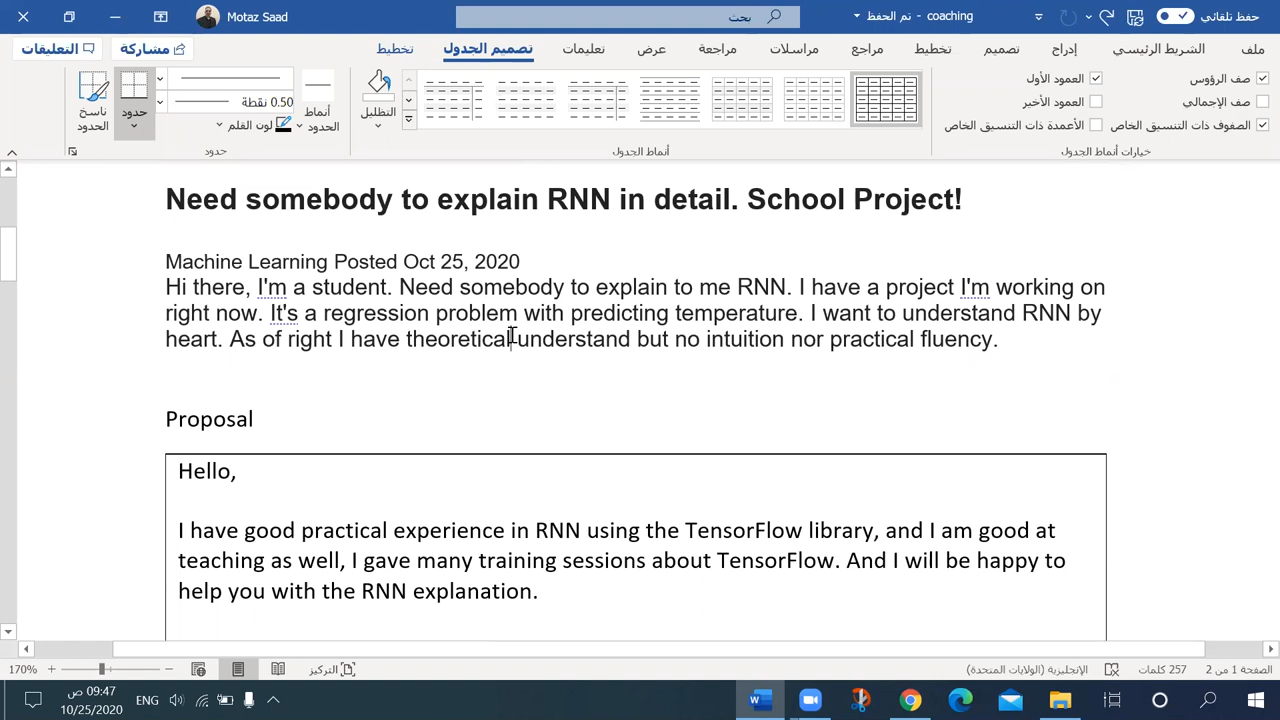 حفظ تلقائي
coaching - تم الحفظ
بحث
Motaz Saad
ملف
الشريط الرئيسي
إدراج
تصميم
تخطيط
مراجع
مراسلات
مراجعة
عرض
تعليمات
تصميم الجدول
تخطيط
مشاركة
التعليقات
صف الرؤوس
العمود الأول
صف الإجمالي
العمود الأخير
الصفوف ذات التنسيق الخاص
الأعمدة ذات التنسيق الخاص
خيارات أنماط الجدول
أنماط الجدول
التظليل
أنماط الحدود
0.50 نقطة
لون القلم
حدود
ناسخ الحدود
حدود
Need somebody to explain RNN in detail. School Project!
Machine Learning Posted Oct 25, 2020
Hi there, I'm a student. Need somebody to explain to me RNN. I have a project I'm working on
right now. It's a regression problem with predicting temperature. I want to understand RNN by
heart. As of right I have theoretical understand but no intuition nor practical fluency.
Proposal
Hello,
I have good practical experience in RNN using the TensorFlow library, and I am good at
teaching as well, I gave many training sessions about TensorFlow. And I will be happy to
help you with the RNN explanation.
الصفحة 1 من 2
257 كلمات
الإنجليزية (الولايات المتحدة)
التركيز
170%
ENG
09:47 ص
10/25/2020